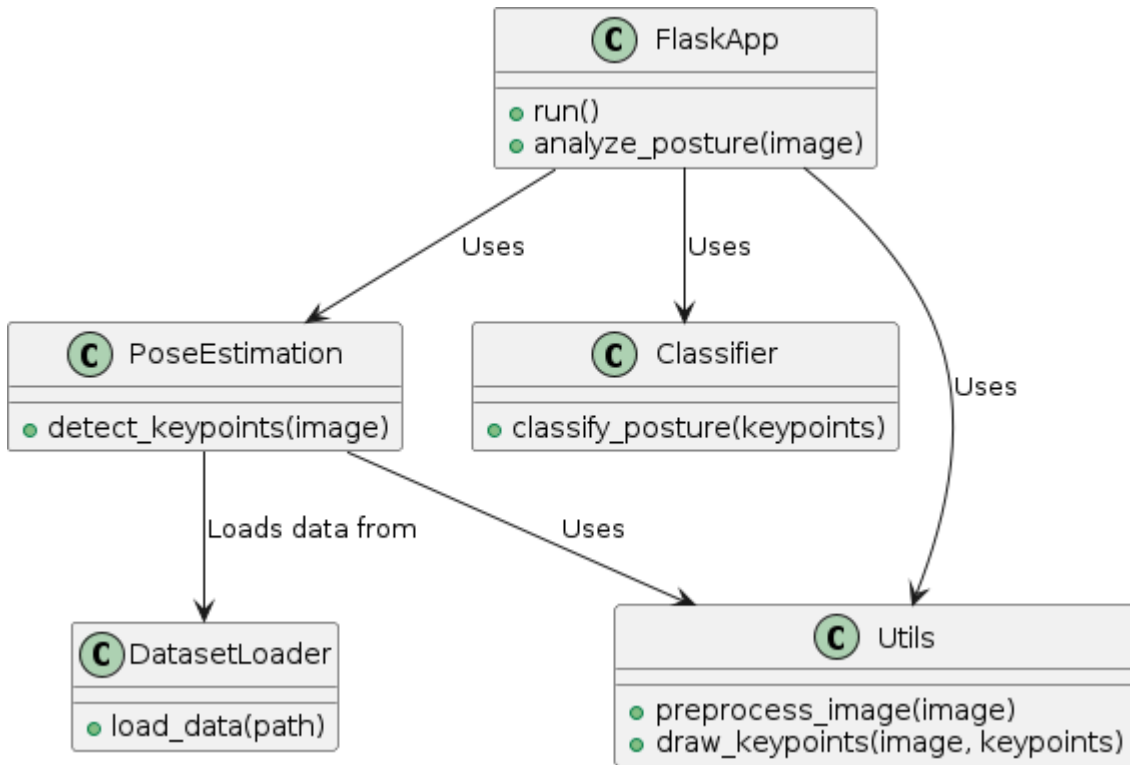 C FlaskApp
run()
analyze_posture(image)
Uses
Uses
Uses
C PoseEstimation
detect_keypoints(image)
C Classifier
classify_posture(keypoints)
Loads data from
Uses
C DatasetLoader
load_data(path)
C Utils
preprocess_image(image)
draw_keypoints(image, keypoints)